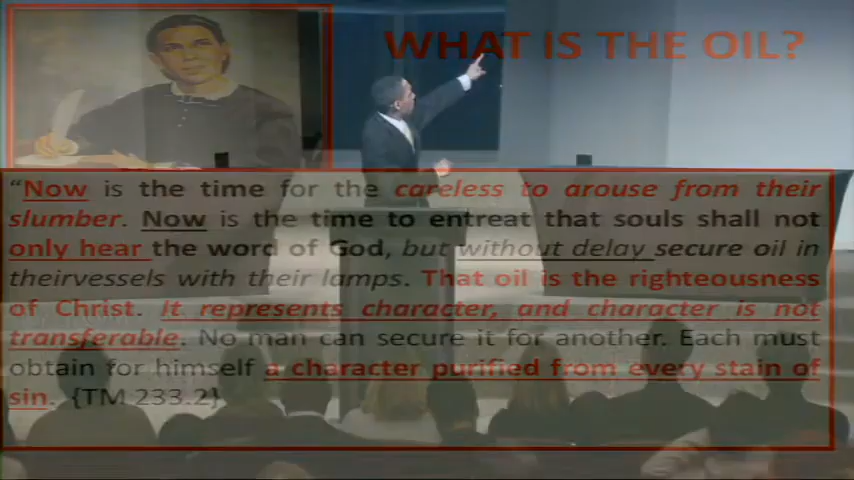 WHAT IS THE OIL?
“Now is the time for the careless to arouse from their
slumber. Now is the time to entreat that souls shall not
only hear the word of God, but without delay secure oil in
theirvessels with their lamps. That oil is the righteousness
of Christ. It represents character, and character is not
transferable. No man can secure it for another. Each must
obtain for himself a character purified from every stain of
sin. {TM 233.2}